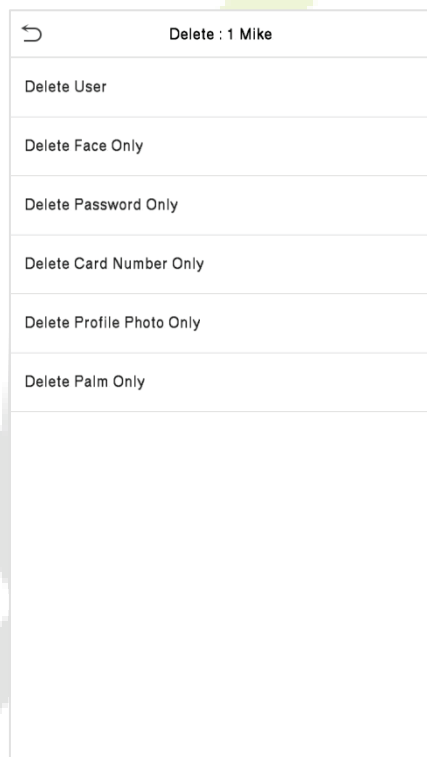 Delete : 1 Mike
Delete User
Delete Face Only
Delete Password Only
Delete Card Number Only
Delete Profile Photo Only
Delete Palm Only